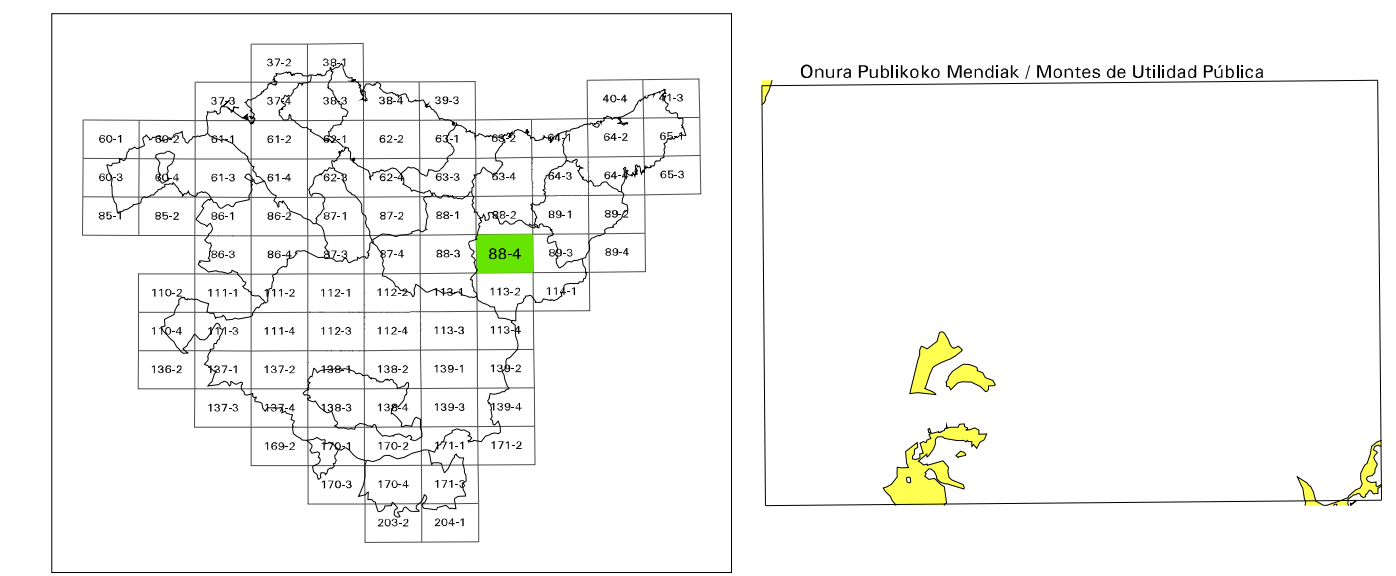 Onura Publikoko Mendiak / Montes de Utilidad Pública
37-2 38-1
37-3 37-4 38-3 38-4 39-3 40-4 41-3
60-1 60-2 61-1 61-2 62-1 62-2 63-1 63-2 64-1 64-2 65-1
60-3 60-4 61-3 61-4 62-3 62-4 63-3 63-4 64-3 64-4 65-3
85-1 85-2 86-1 86-2 87-1 87-2 88-1 88-2 89-1 89-2
86-3 86-4 87-3 87-4 88-3 88-4 89-3 89-4
110-2 111-1 111-2 112-1 112-2 113-1 113-2 114-1
110-4 111-3 111-4 112-3 112-4 113-3 113-4
136-2 137-1 137-2 138-1 138-2 139-1 139-2
137-3 137-4 138-3 138-4 139-3 139-4
169-2 170-1 170-2 171-1 171-2
170-3 170-4 171-3
203-2 204-1